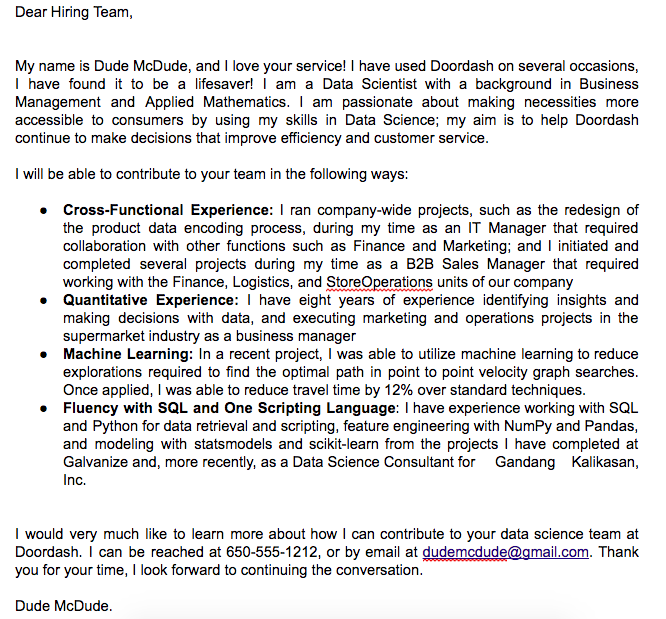 Dear Hiring Team,
My name is Dude McDude, and I love your service! I have used Doordash on several occasions,
I have found it to be a lifesaver! I am a Data Scientist with a background in Business
Management and Applied Mathematics. I am passionate about making necessities more
accessible to consumers by using my skills in Data Science; my aim is to help Doordash
continue to make decisions that improve efficiency and customer service.
I will be able to contribute to your team in the following ways:
● Cross-Functional Experience: I ran company-wide projects, such as the redesign of
the product data encoding process, during my time as an IT Manager that required
collaboration with other functions such as Finance and Marketing; and I initiated and
completed several projects during my time as a B2B Sales Manager that required
working with the Finance, Logistics, and StoreOperations units of our company
● Quantitative Experience: I have eight years of experience identifying insights and
making decisions with data, and executing marketing and operations projects in the
supermarket industry as a business manager
● Machine Learning: In a recent project, I was able to utilize machine learning to reduce
explorations required to find the optimal path in point to point velocity graph searches.
Once applied, I was able to reduce travel time by 12% over standard techniques.
● Fluency with SQL and One Scripting Language: I have experience working with SQL
and Python for data retrieval and scripting, feature engineering with NumPy and Pandas,
and modeling with statsmodels and scikit-learn from the projects I have completed at
Galvanize and, more recently, as a Data Science Consultant for Gandang Kalikasan,
Inc.
I would very much like to learn more about how I can contribute to your data science team at
Doordash. I can be reached at 650-555-1212, or by email at dudemcdude@gmail.com. Thank
you for your time, I look forward to continuing the conversation.
Dude McDude.